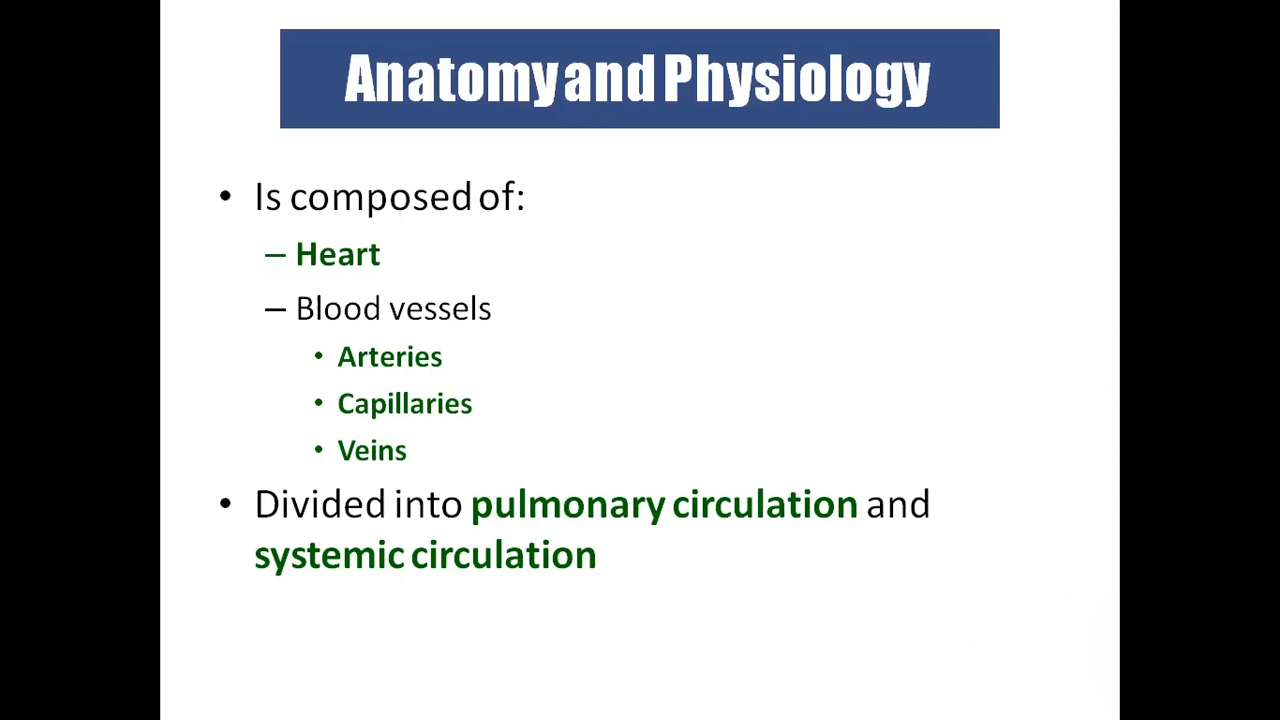 Anatomy and Physiology
• Is composed of:
– Heart
– Blood vessels
• Arteries
• Capillaries
• Veins
• Divided into pulmonary circulation and
systemic circulation